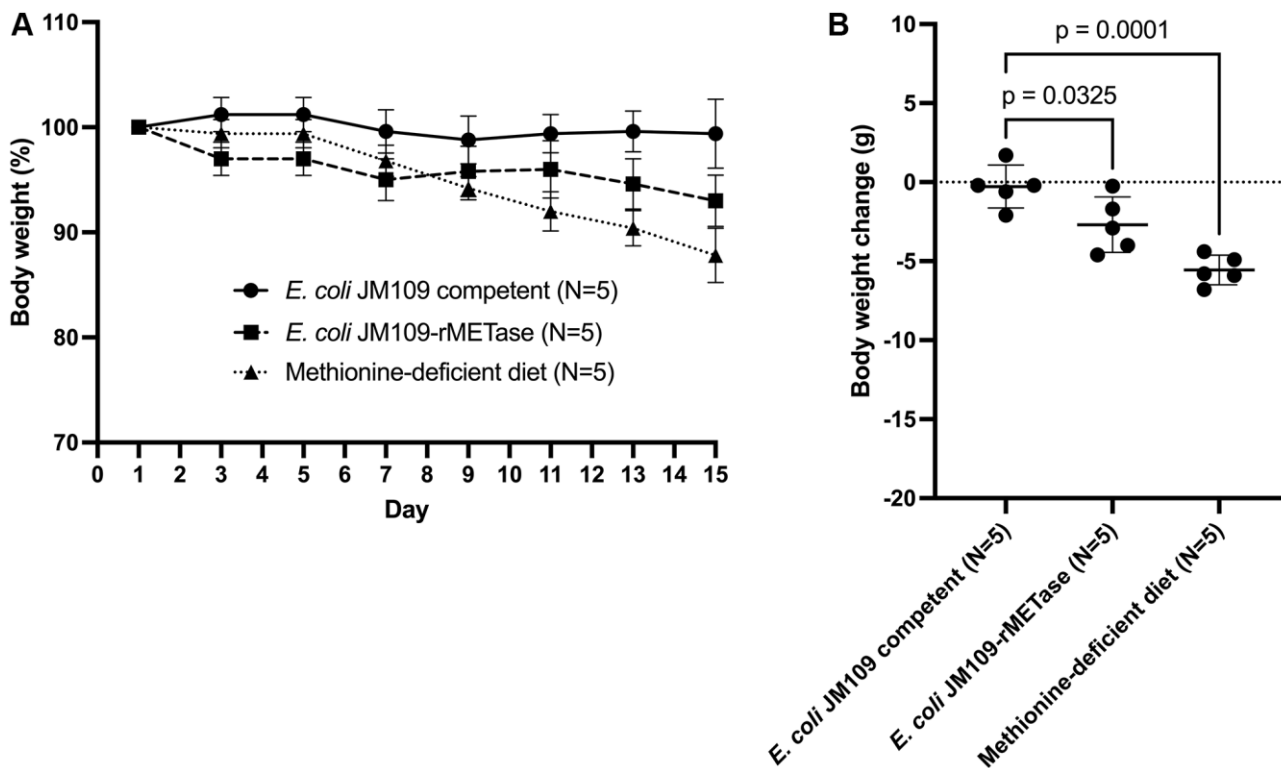 A
110
100
90
80
70
Body weight (%)
E. coli JM109 competent (N=5)
E. coli JM109-rMETase (N=5)
Methionine-deficient diet (N=5)
0 1 2 3 4 5 6 7 8 9 10 11 12 13 14 15
Day
B
10
5
0
-5
-10
-15
-20
Body weight change (g)
p = 0.0001
p = 0.0325
E. coli JM109 competent (N=5)
E. coli JM109-rMETase (N=5)
Methionine-deficient diet (N=5)